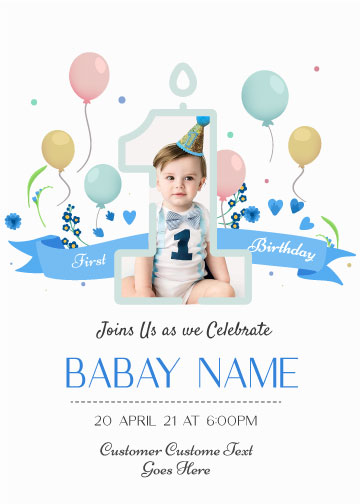 1
First
Birthday
Joins Us as we Celebrate
BABAY NAME
20 APRIL 21 AT 6:00PM
Customer Custome Text
Goes Here